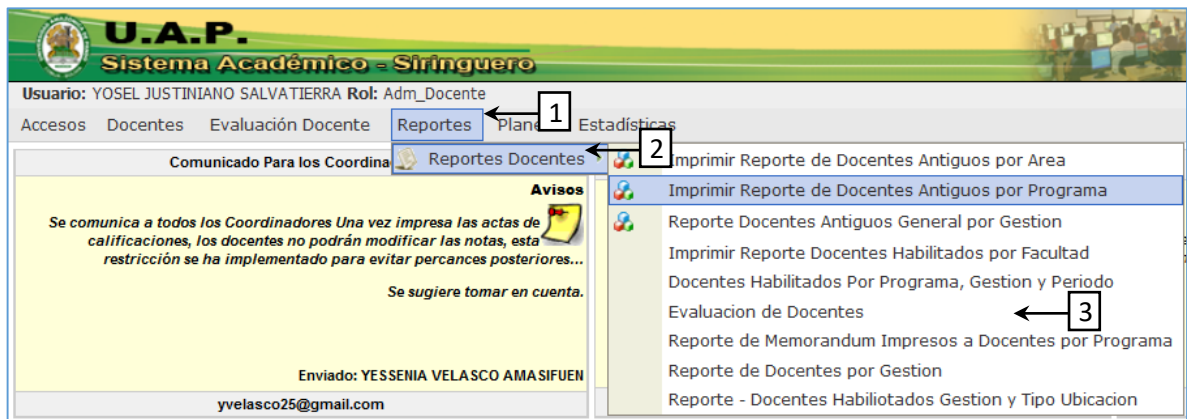 U.A.P.
Sistema Académico - Siringuero
Usuario: YOSEL JUSTINIANO SALVATIERRA Rol: Adm_Docente
1
Accesos Docentes Evaluación Docente Reportes Estadísticas
Reportes Docentes
2
Imprimir Reporte de Docentes Antiguos por Area
Imprimir Reporte de Docentes Antiguos por Programa
Reporte Docentes Antiguos General por Gestion
Imprimir Reporte Docentes Habilitados por Facultad
Docentes Habilitados Por Programa, Gestion y Periodo
Evaluacion de Docentes
3
Reporte de Memorandum Impresos a Docentes por Programa
Reporte de Docentes por Gestion
Reporte - Docentes Habiliotados Gestion y Tipo Ubicacion
Comunicado Para los
Avisos
Se comunica a todos los Coordinadores Una vez impresa las actas de
calificaciones, los docentes no podrán modificar las notas, esta
restricción se ha implementado para evitar percances posteriores...
Se sugiere tomar en cuenta.
Enviado: YESSENIA VELASCO AMASIFUEN
yvelasco25@gmail.com